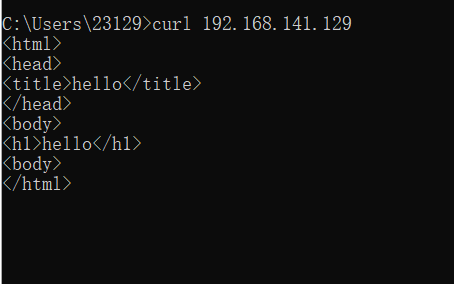 C:\Users\23129>curl 192.168.141.129
<html>
<head>
<title>hello</title>
</head>
<body>
<h1>hello</h1>
<body>
</html>